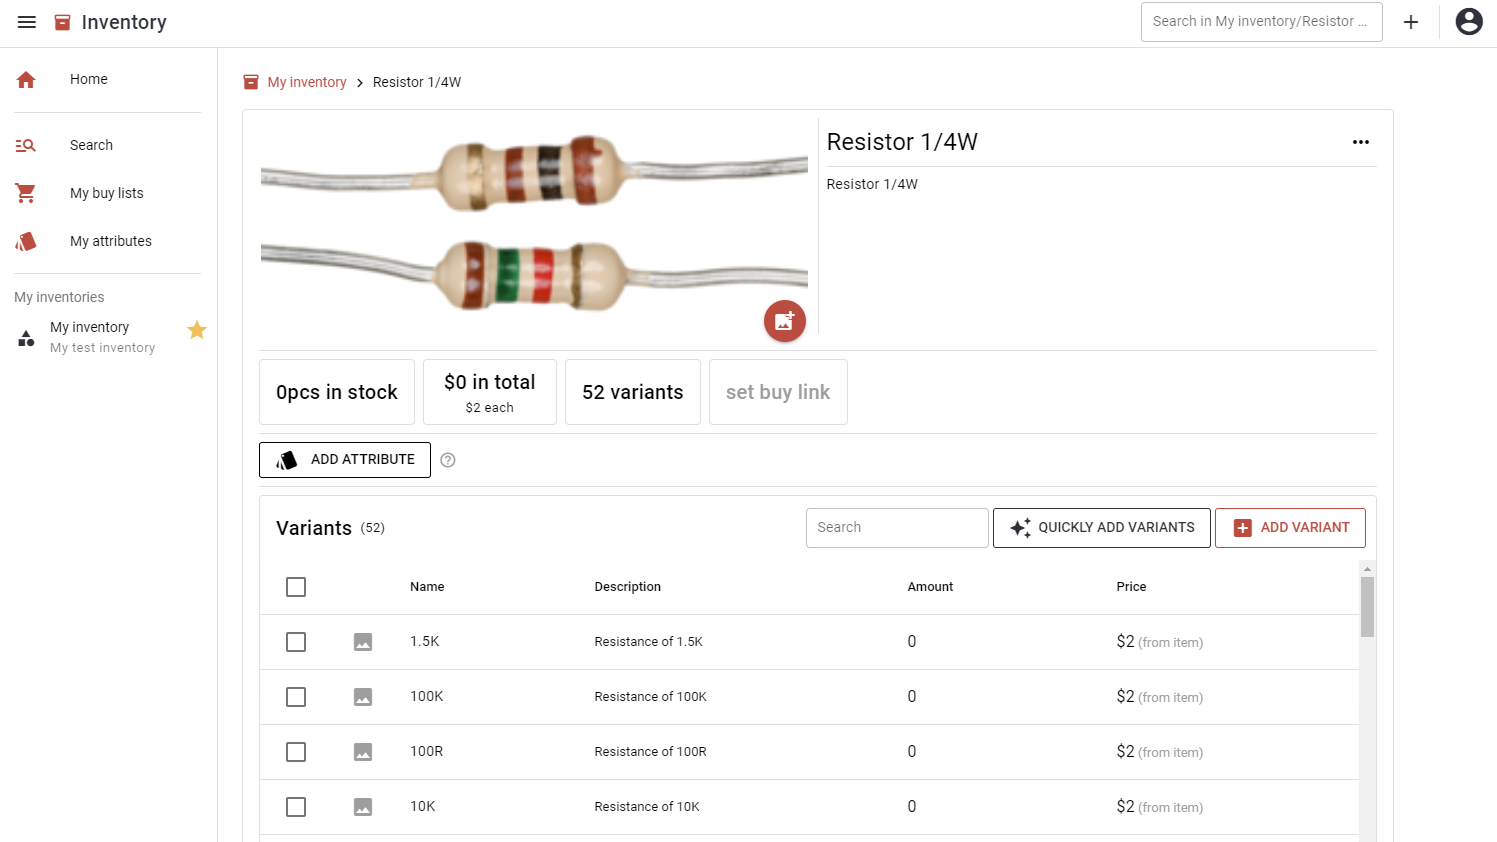 Inventory
Search in My inventory/Resistor ...
Home
Search
My buy lists
My attributes
My inventories
My inventory
My test inventory
My inventory > Resistor 1/4W
Resistor 1/4W
Resistor 1/4W
0pcs in stock
$0 in total
$2 each
52 variants
set buy link
ADD ATTRIBUTE
Variants (52)
Search
QUICKLY ADD VARIANTS
ADD VARIANT
Name Description Amount Price
1.5K Resistance of 1.5K 0 $2 (from item)
100K Resistance of 100K 0 $2 (from item)
100R Resistance of 100R 0 $2 (from item)
10K Resistance of 10K 0 $2 (from item)